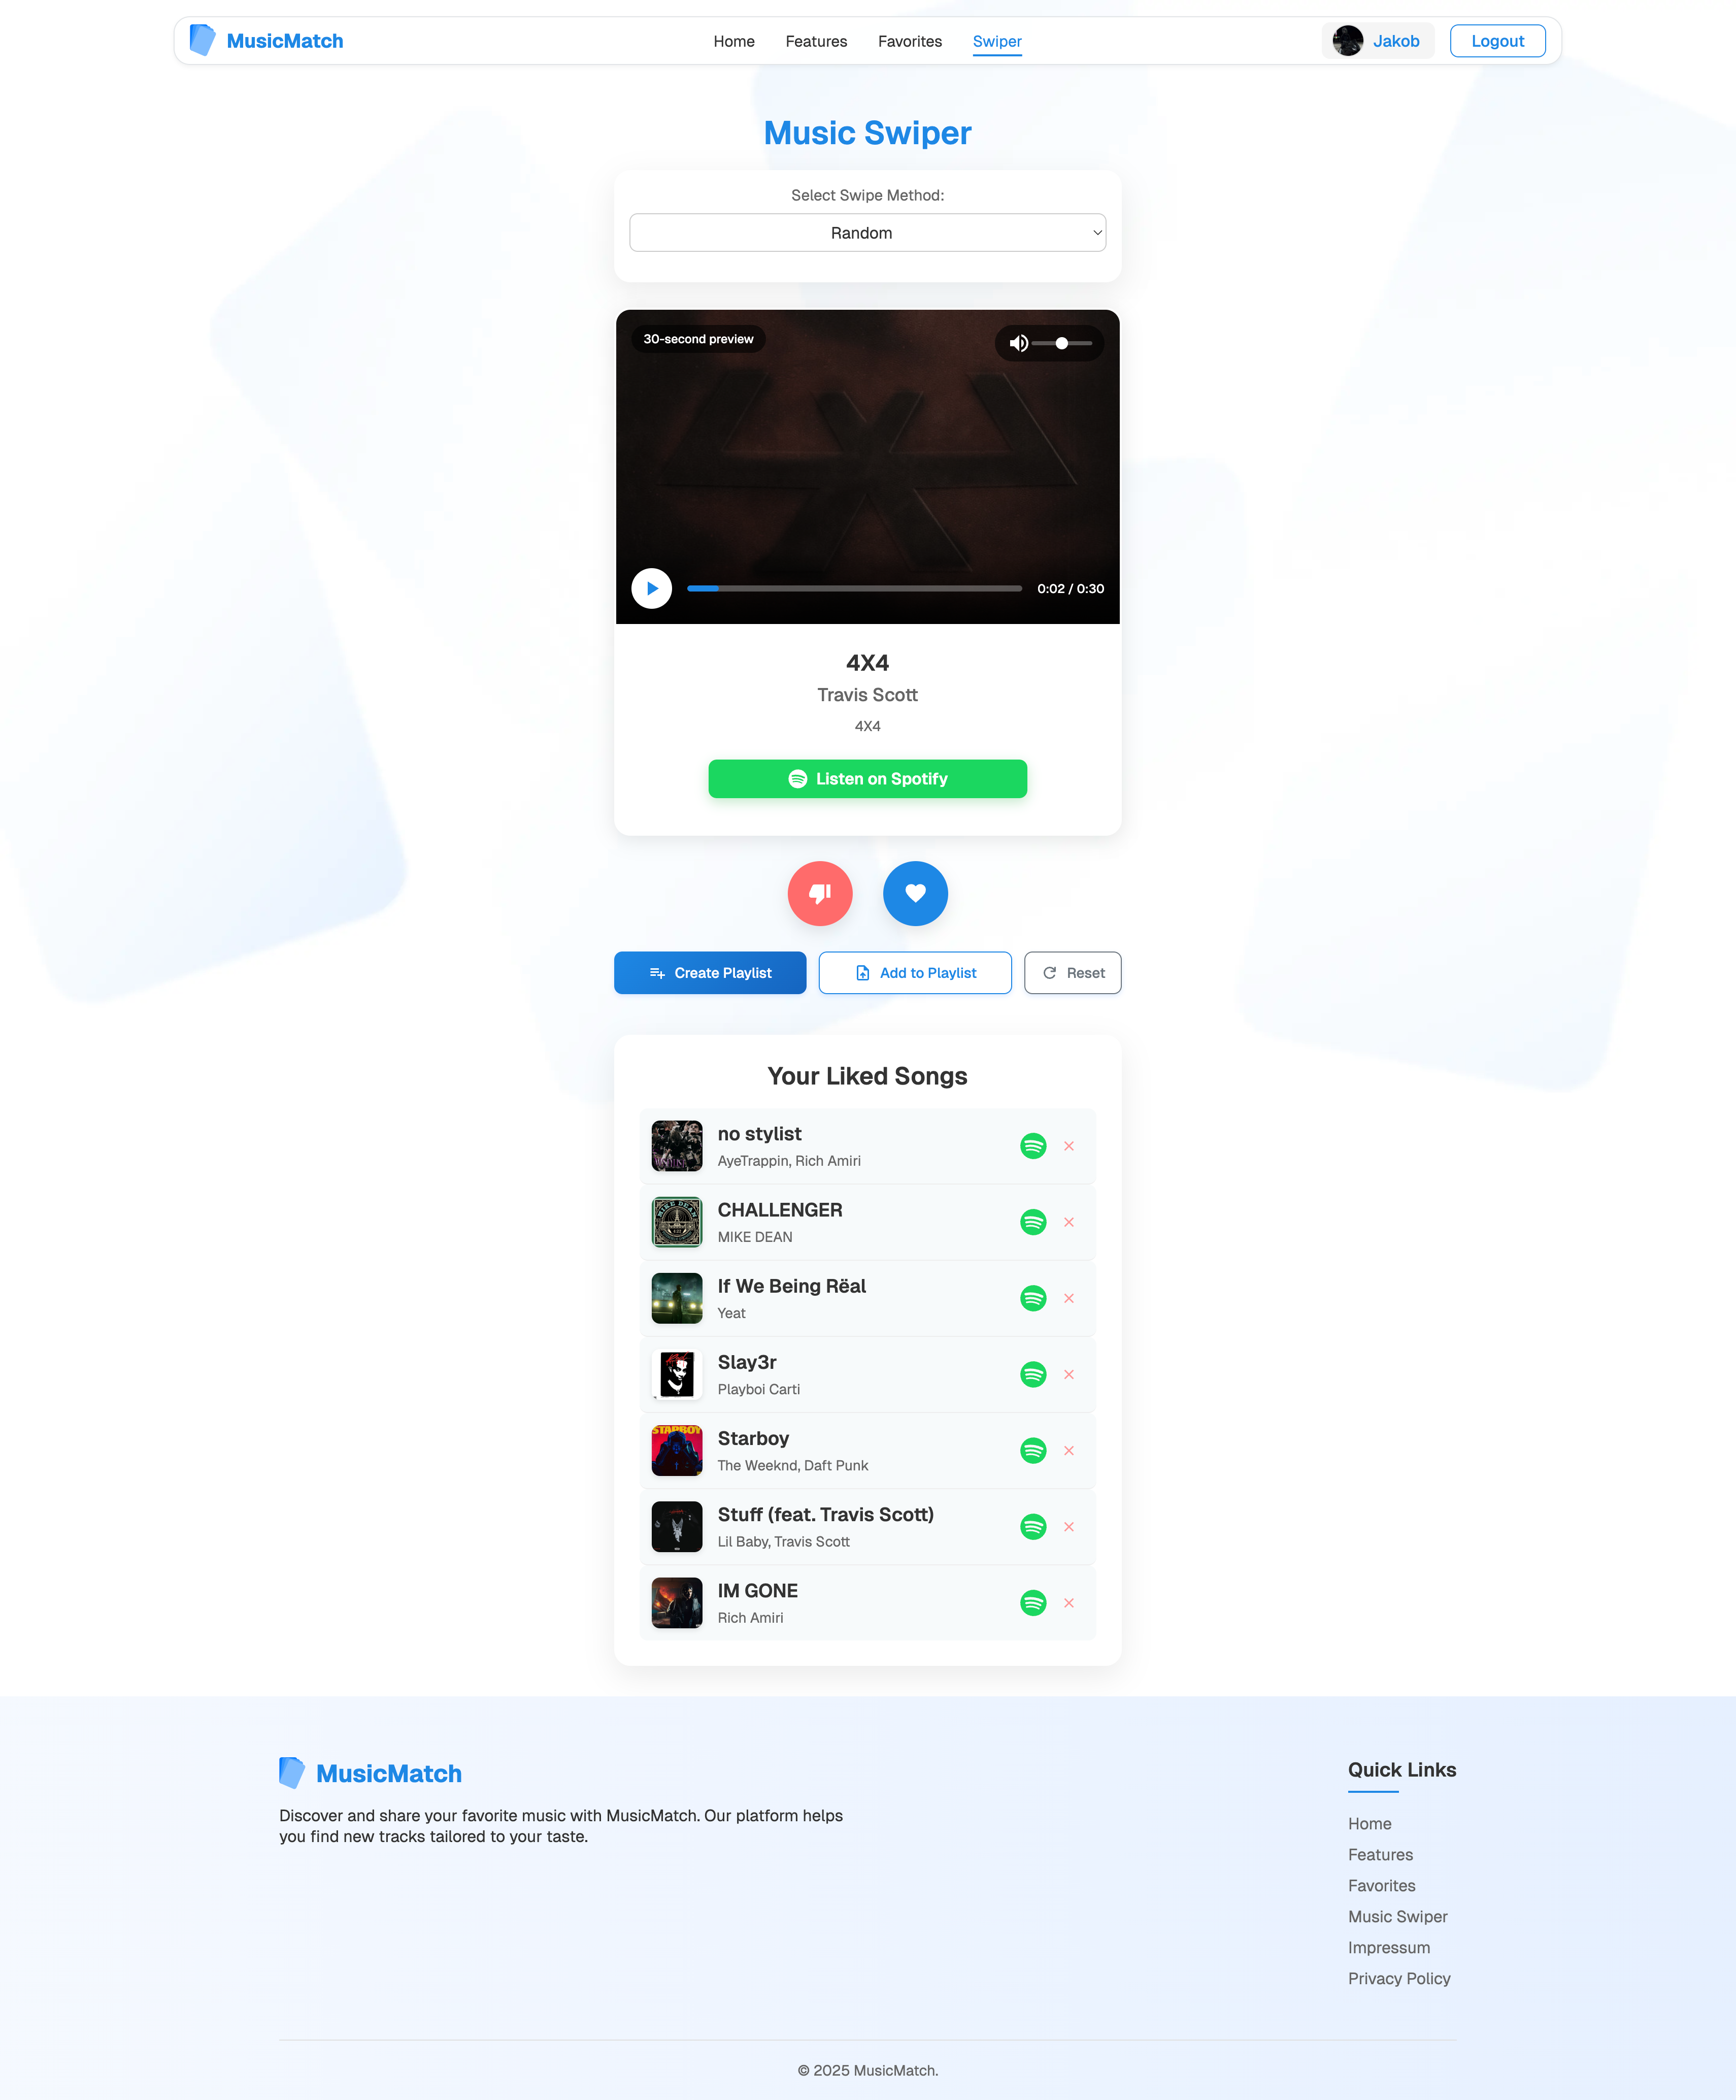 MusicMatch
Home
Features
Favorites
Swiper
Jakob
Logout
Music Swiper
Select Swipe Method:
Random
30-second preview
0:02 / 0:30
4X4
Travis Scott
4X4
Listen on Spotify
Create Playlist
Add to Playlist
Reset
Your Liked Songs
no stylist
AyeTrappin, Rich Amiri
CHALLENGER
MIKE DEAN
If We Being Rëal
Yeat
Slay3r
Playboi Carti
STARBOY
Starboy
The Weeknd, Daft Punk
Stuff (feat. Travis Scott)
Lil Baby, Travis Scott
IM GONE
Rich Amiri
MusicMatch
Discover and share your favorite music with MusicMatch. Our platform helps
you find new tracks tailored to your taste.
Quick Links
Home
Features
Favorites
Music Swiper
Impressum
Privacy Policy
© 2025 MusicMatch.